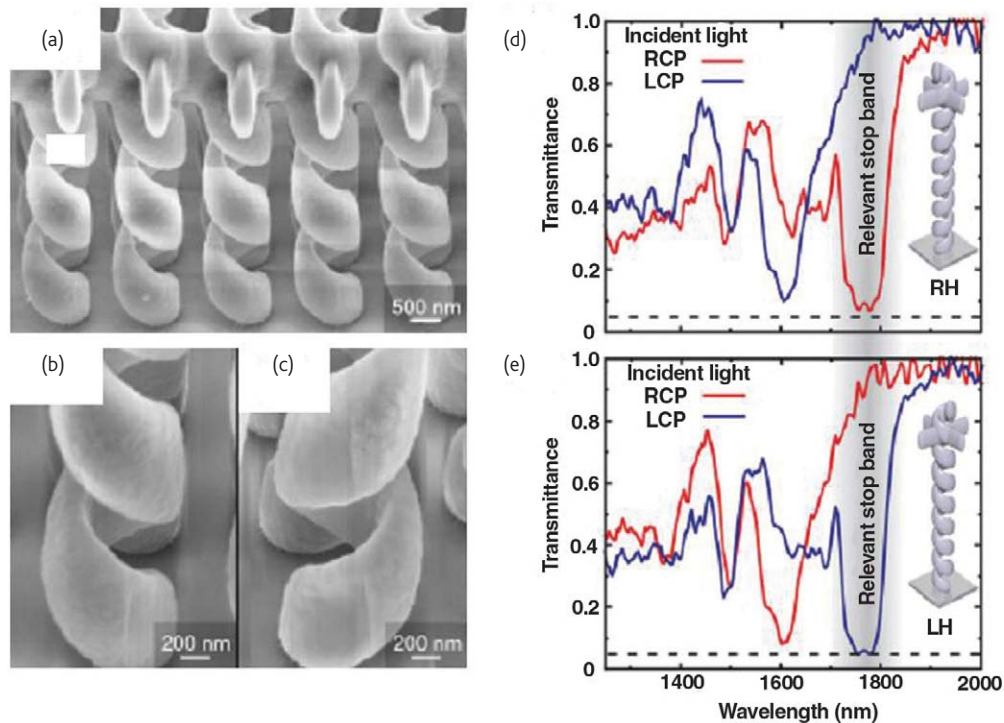 (a)
500 nm
(b)
200 nm
(c)
200 nm
(d)
Incident light
RCP
LCP
Transmittance
1.0
0.8
0.6
0.4
0.2
0
Relevant stop band
RH
(e)
Incident light
RCP
LCP
Transmittance
1.0
0.8
0.6
0.4
0.2
0
Relevant stop band
LH
1400
1600
1800
2000
Wavelength (nm)